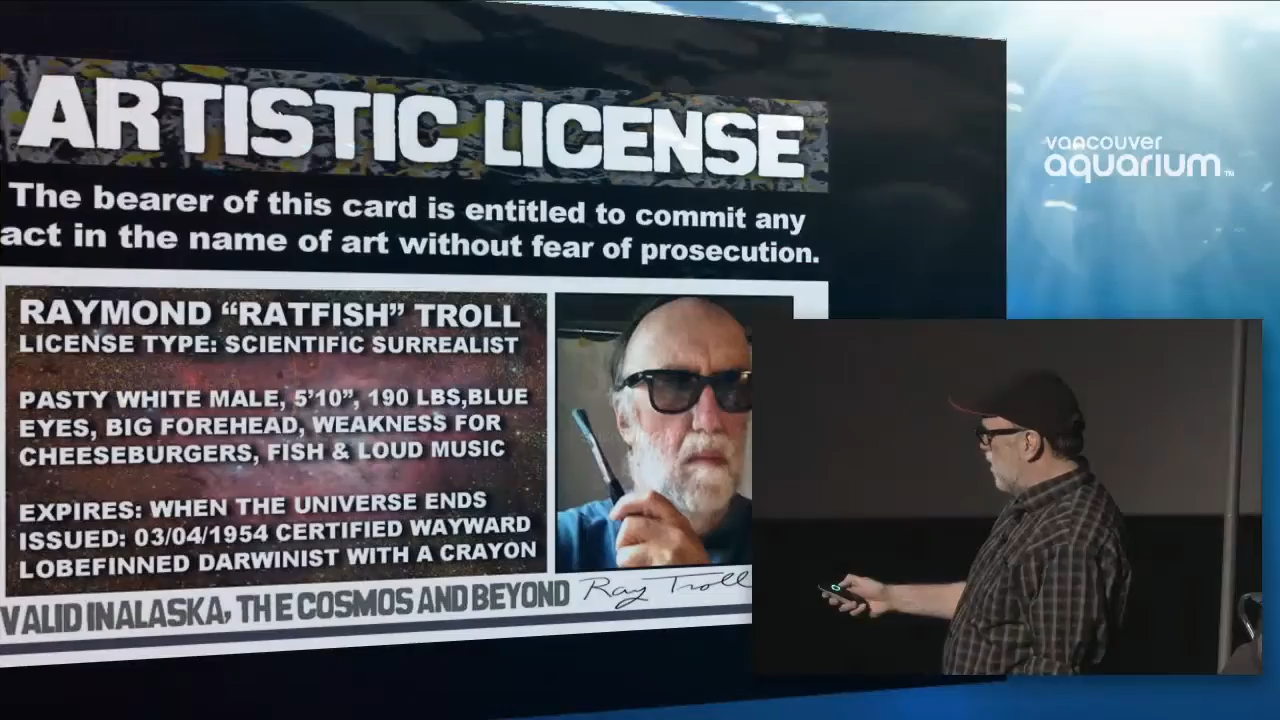 ARTISTIC LICENSE
The bearer of this card is entitled to commit any
act in the name of art without fear of prosecution.
RAYMOND “RATFISH” TROLL
LICENSE TYPE: SCIENTIFIC SURREALIST
PASTY WHITE MALE, 5’10”, 190 LBS,BLUE
EYES, BIG FOREHEAD, WEAKNESS FOR
CHEESEBURGERS, FISH & LOUD MUSIC
EXPIRES: WHEN THE UNIVERSE ENDS
ISSUED: 03/04/1954 CERTIFIED WAYWARD
LOBEFINNED DARWINIST WITH A CRAYON
VALID INALASKA, THE COSMOS AND BEYOND
Ray Troll
vancouver
aquarium™